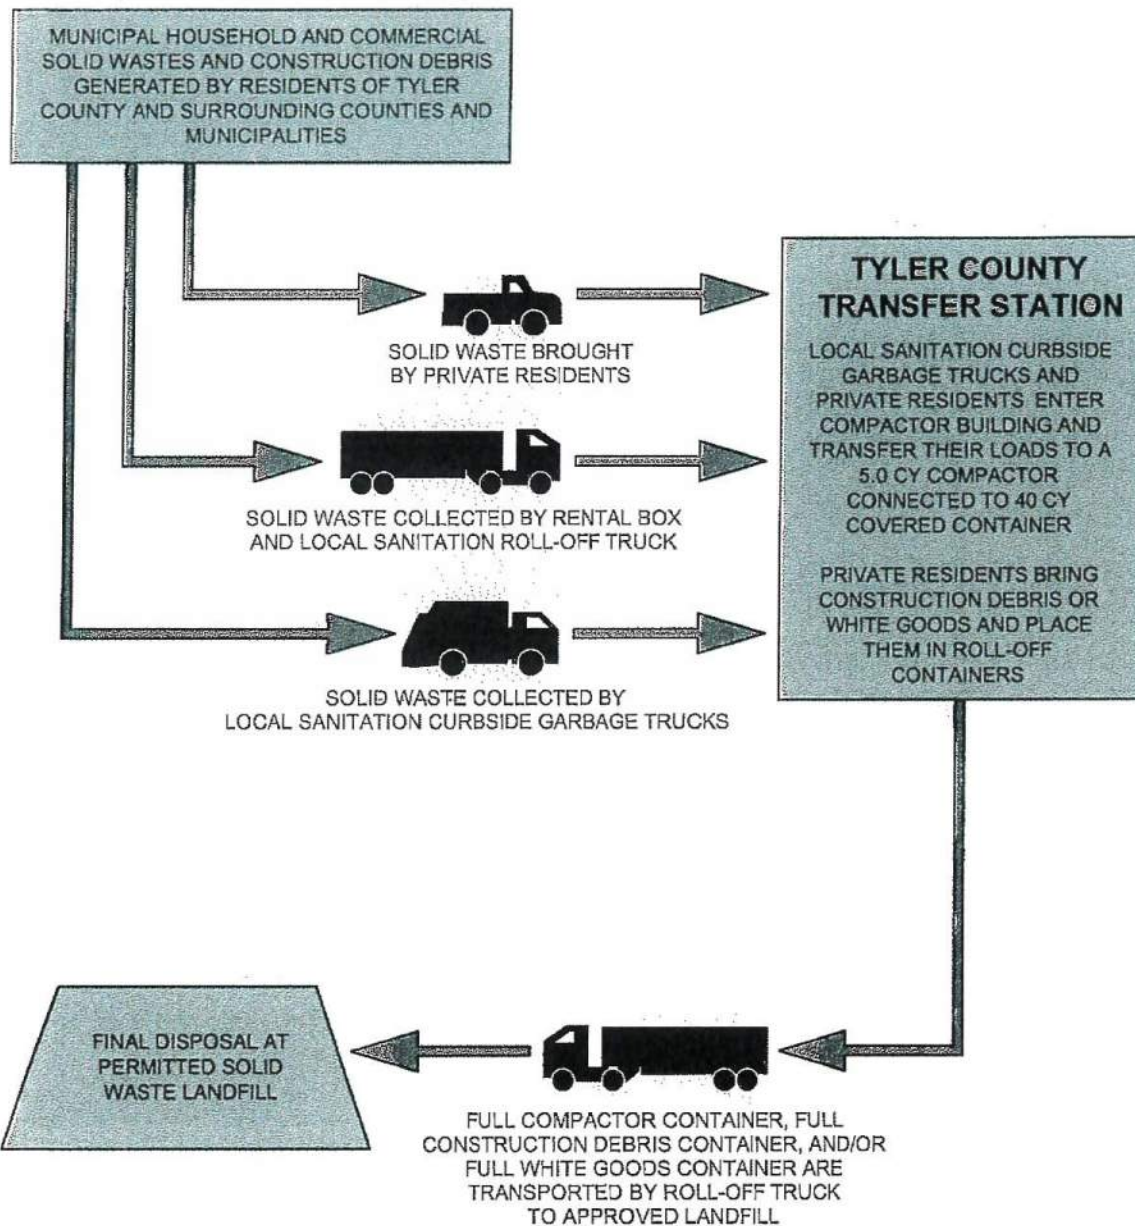 MUNICIPAL HOUSEHOLD AND COMMERCIAL
SOLID WASTES AND CONSTRUCTION DEBRIS
GENERATED BY RESIDENTS OF TYLER
COUNTY AND SURROUNDING COUNTIES AND
MUNICIPALITIES
SOLID WASTE BROUGHT
BY PRIVATE RESIDENTS
SOLID WASTE COLLECTED BY RENTAL BOX
AND LOCAL SANITATION ROLL-OFF TRUCK
SOLID WASTE COLLECTED BY
LOCAL SANITATION CURBSIDE GARBAGE TRUCKS
TYLER COUNTY
TRANSFER STATION
LOCAL SANITATION CURBSIDE
GARBAGE TRUCKS AND
PRIVATE RESIDENTS ENTER
COMPACTOR BUILDING AND
TRANSFER THEIR LOADS TO A
5.0 CY COMPACTOR
CONNECTED TO 40 CY
COVERED CONTAINER
PRIVATE RESIDENTS BRING
CONSTRUCTION DEBRIS OR
WHITE GOODS AND PLACE
THEM IN ROLL-OFF
CONTAINERS
FULL COMPACTOR CONTAINER, FULL
CONSTRUCTION DEBRIS CONTAINER, AND/OR
FULL WHITE GOODS CONTAINER ARE
TRANSPORTED BY ROLL-OFF TRUCK
TO APPROVED LANDFILL
FINAL DISPOSAL AT
PERMITTED SOLID
WASTE LANDFILL